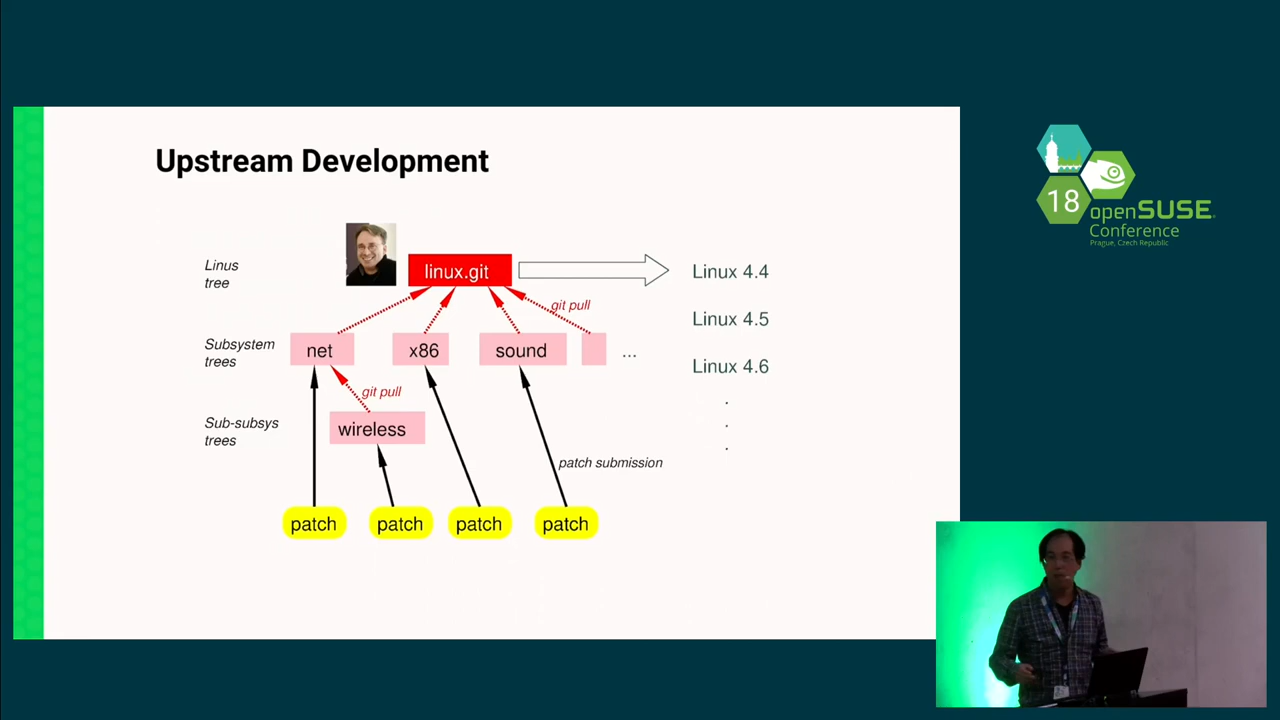 Upstream Development
Linus
tree
linux.git
Linux 4.4
git pull
Linux 4.5
Subsystem
trees
net
x86
sound
...
Linux 4.6
git pull
Sub-subsys
trees
wireless
patch submission
patch
patch
patch
patch
18
openSUSE
Conference
Prague, Czech Republic